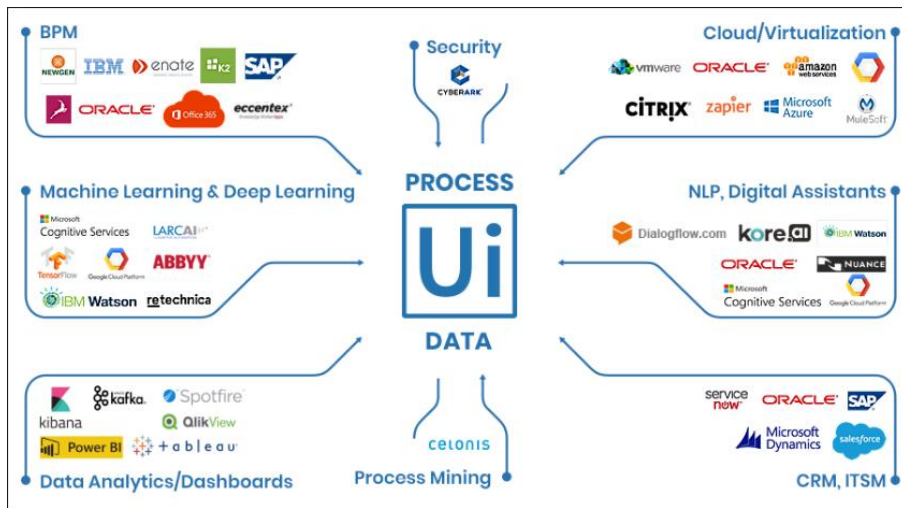 BPM
NEWGEN IBM enate K2 SAP
ORACLE Office 365 eccentex
Security
CYBERARK
Cloud/Virtualization
vmware ORACLE amazon web services
CITRIX zapier Microsoft Azure MuleSoft
Machine Learning & Deep Learning
Microsoft Cognitive Services LARCAI
TensorFlow Google Cloud Platform ABBYY
IBM Watson retechnica
PROCESS
Ui
DATA
NLP, Digital Assistants
Dialogflow.com kore.ai IBM Watson
ORACLE NUANCE
Microsoft Cognitive Services Google Cloud Platform
kibana kafka Spotfire
QlikView
Power BI +ableau
Data Analytics/Dashboards
celonis
Process Mining
service now ORACLE SAP
Microsoft Dynamics salesforce
CRM, ITSM